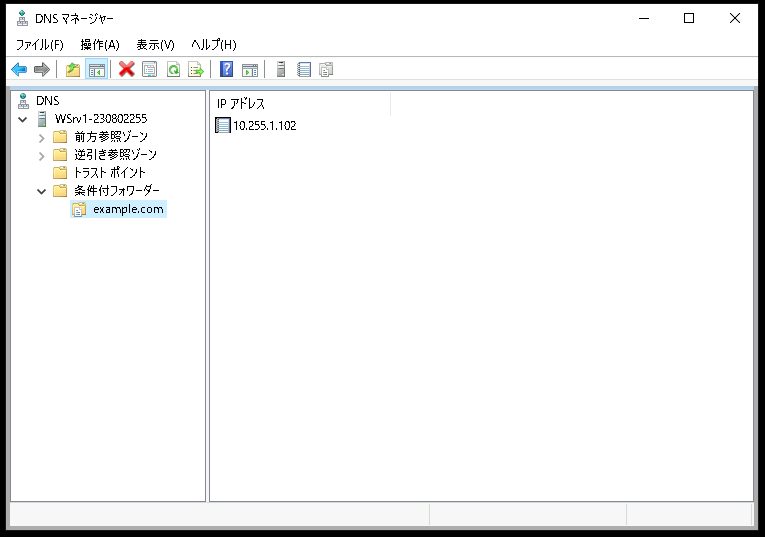 DNS マネージャー
ファイル(F) 操作(A) 表示(V) ヘルプ(H)
DNS
WSrv1-230802255
前方参照ゾーン
逆引き参照ゾーン
トラスト ポイント
条件付フォワーダー
example.com
IP アドレス
10.255.1.102